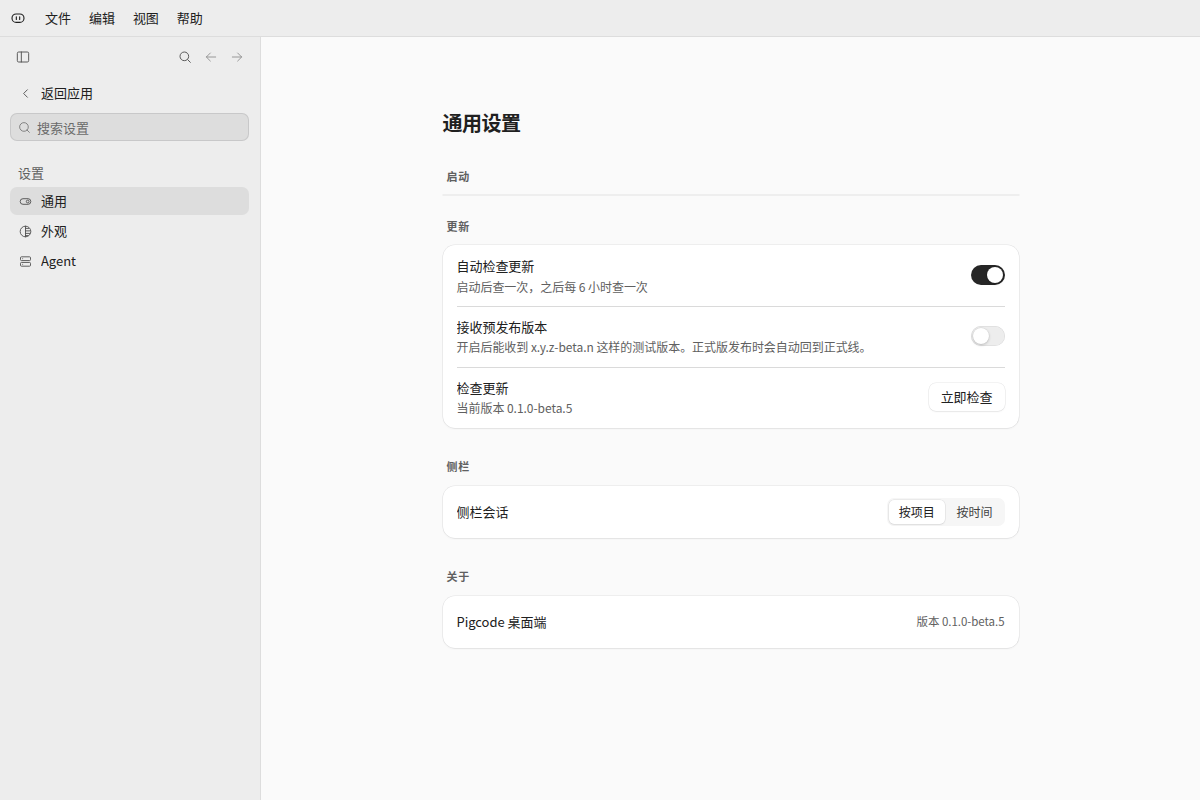 文件 编辑 视图 帮助
返回应用
搜索设置
设置
通用
外观
Agent
通用设置
启动
更新
自动检查更新
启动后查一次，之后每 6 小时查一次
接收预发布版本
开启后能收到 x.y.z-beta.n 这样的测试版本。正式版发布时会自动回到正式线。
检查更新
当前版本 0.1.0-beta.5
立即检查
侧栏
侧栏会话
按项目 按时间
关于
Pigcode 桌面端
版本 0.1.0-beta.5